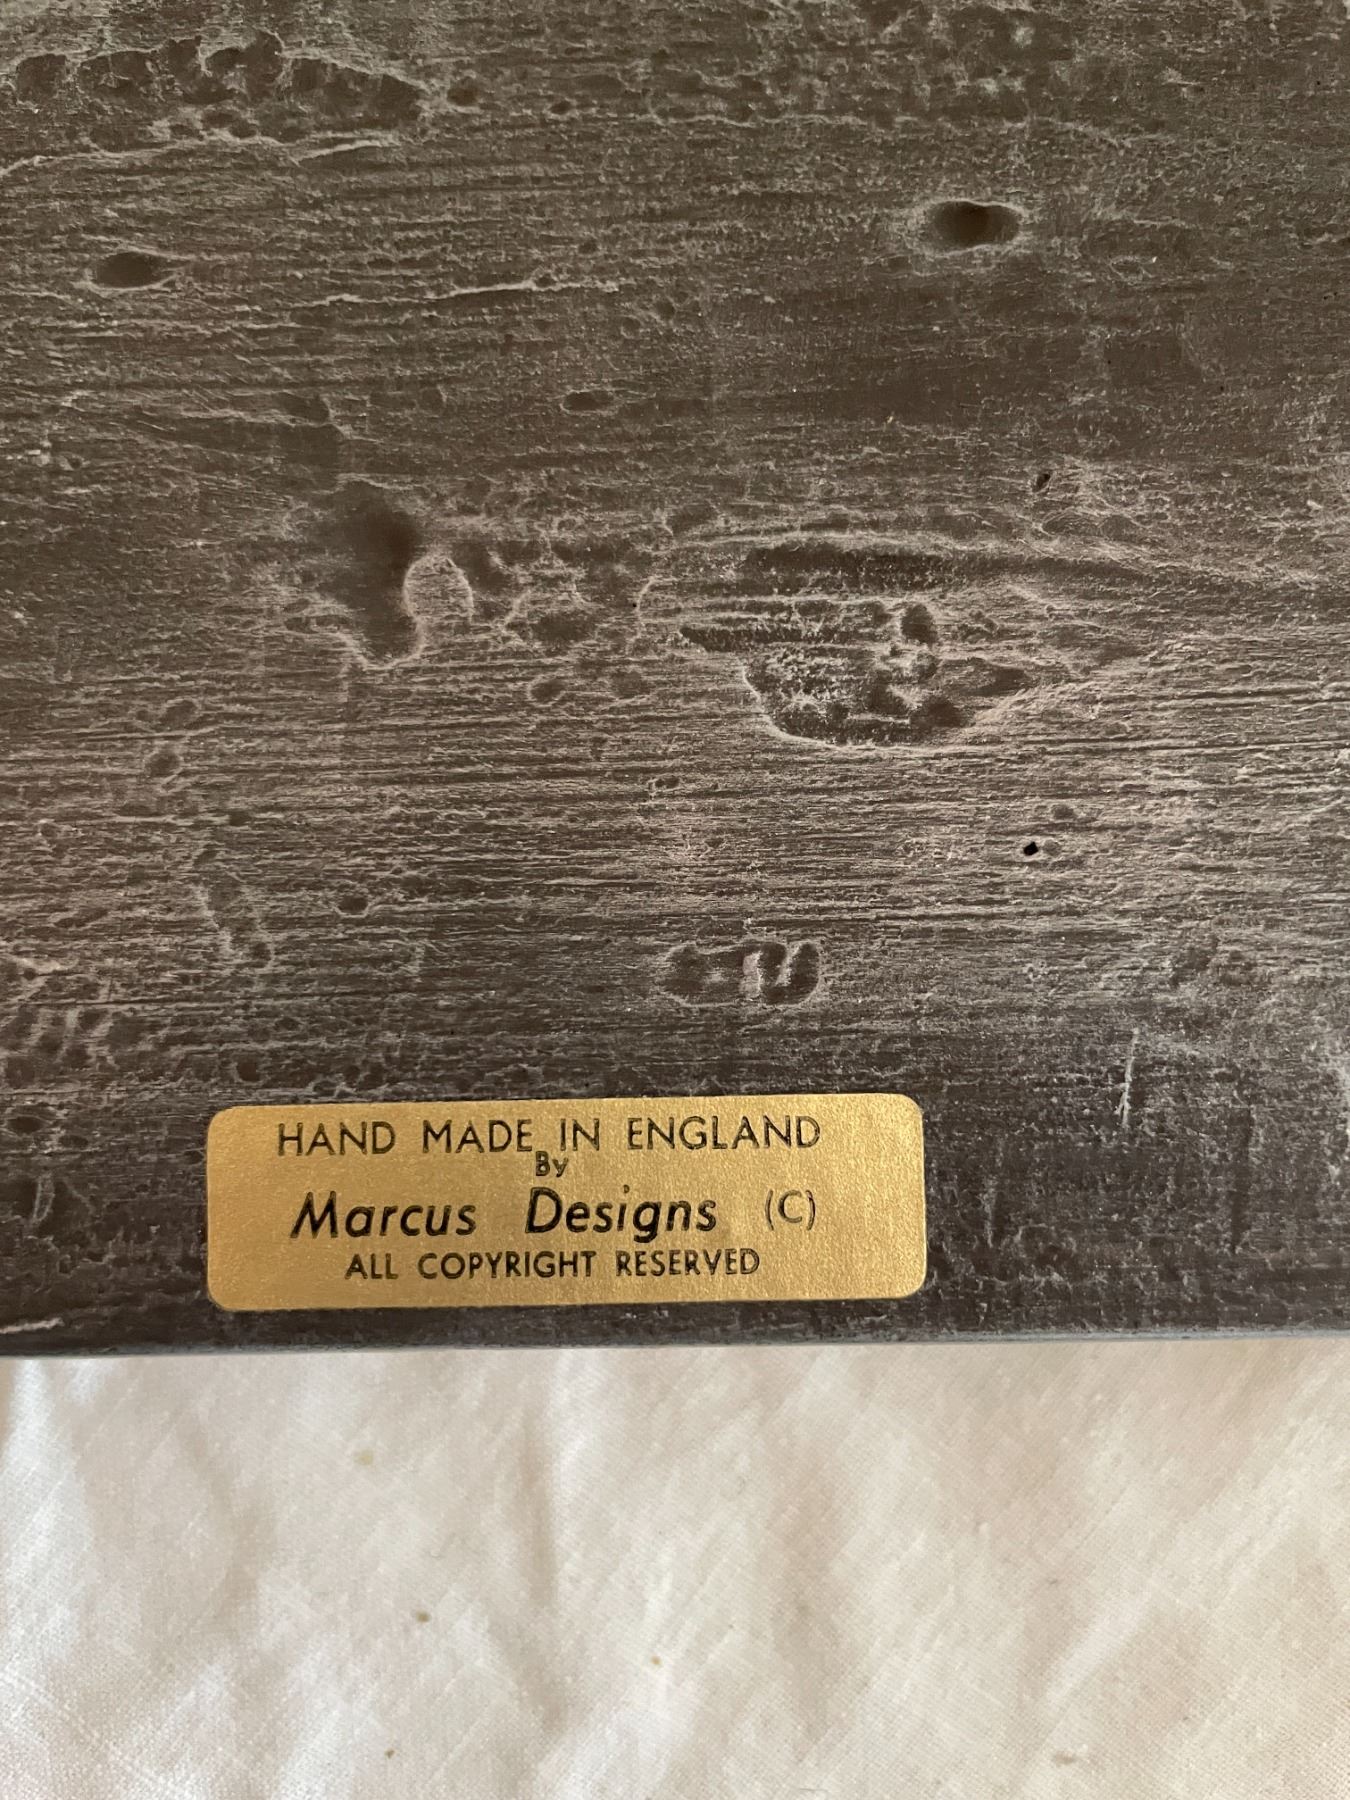 HAND MADE IN ENGLAND
By
Marcus Designs (C)
ALL COPYRIGHT RESERVED